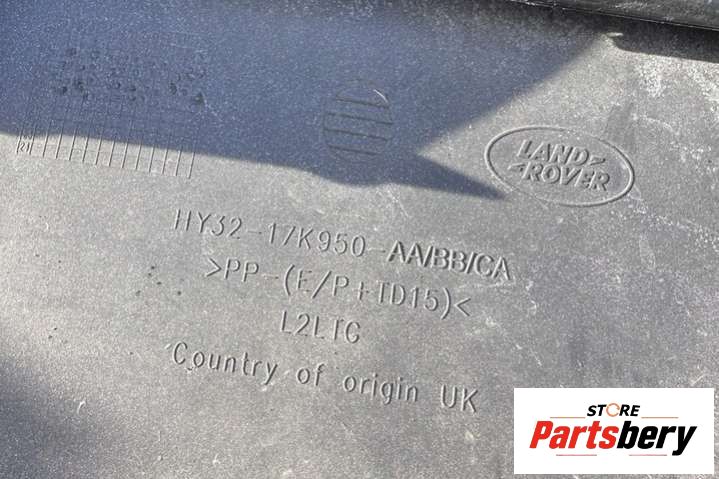 LAND-
-ROVER
HY32-17K950-AA/BB/CA
>PP-(E/P+TD15)<
L2LTG
Country of origin UK
STORE
Partsbery